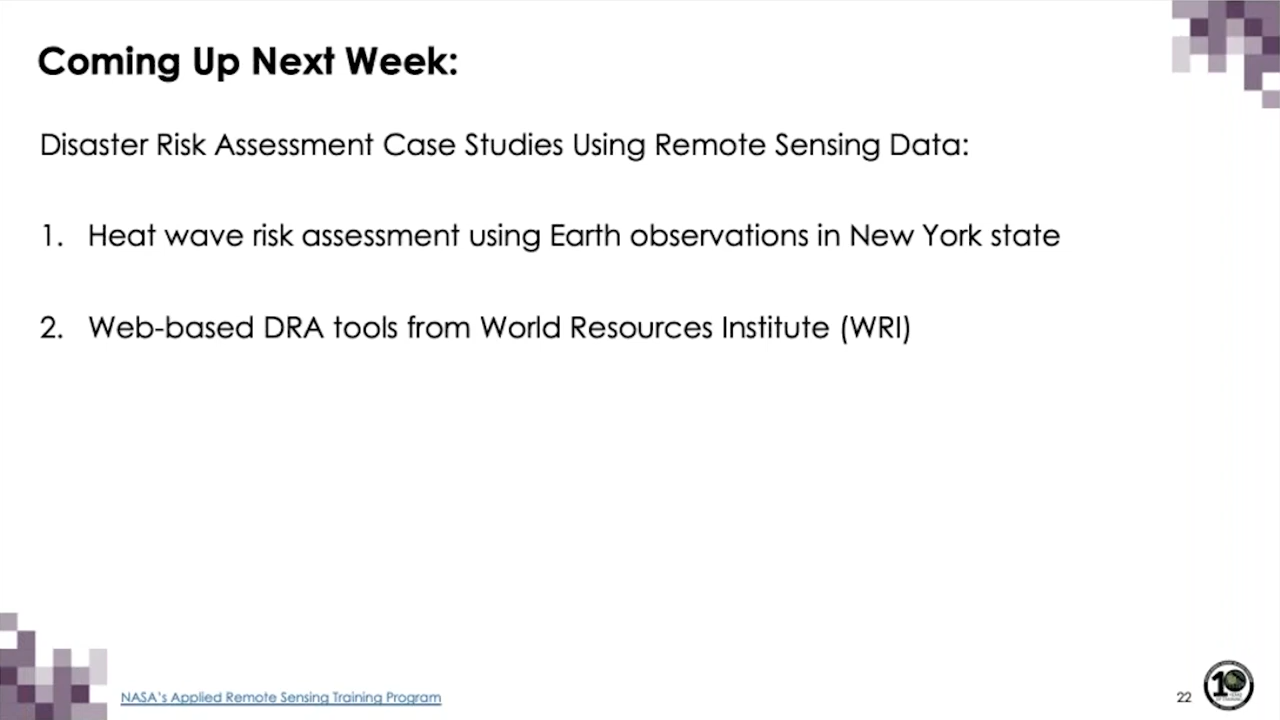 Coming Up Next Week:
Disaster Risk Assessment Case Studies Using Remote Sensing Data:
1. Heat wave risk assessment using Earth observations in New York state
2. Web-based DRA tools from World Resources Institute (WRI)
NASA's Applied Remote Sensing Training Program
22
10